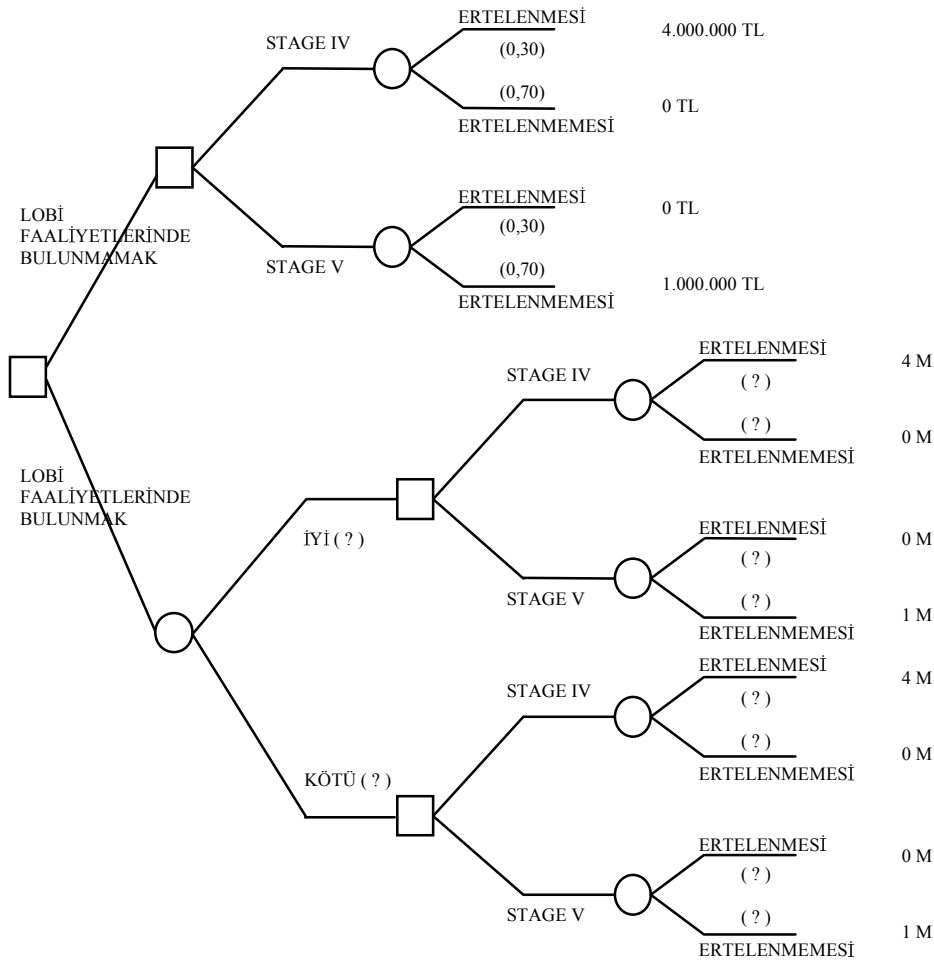 ERTELENMESİ
4.000.000 TL
STAGE IV
(0,30)
(0,70)
0 TL
ERTELENMEMESİ
ERTELENMESİ
0 TL
LOBİ
FAALİYETLERİNDE
BULUNMAMAK
(0,30)
STAGE V
(0,70)
1.000.000 TL
ERTELENMEMESİ
ERTELENMESİ
4 M
STAGE IV
( ? )
( ? )
0 M
ERTELENMEMESİ
LOBİ
FAALİYETLERİNDE
BULUNMAK
İYİ ( ? )
ERTELENMESİ
0 M
( ? )
STAGE V
( ? )
1 M
ERTELENMEMESİ
ERTELENMESİ
4 M
STAGE IV
( ? )
( ? )
0 M
ERTELENMEMESİ
KÖTÜ ( ? )
ERTELENMESİ
0 M
( ? )
STAGE V
( ? )
1 M
ERTELENMEMESİ